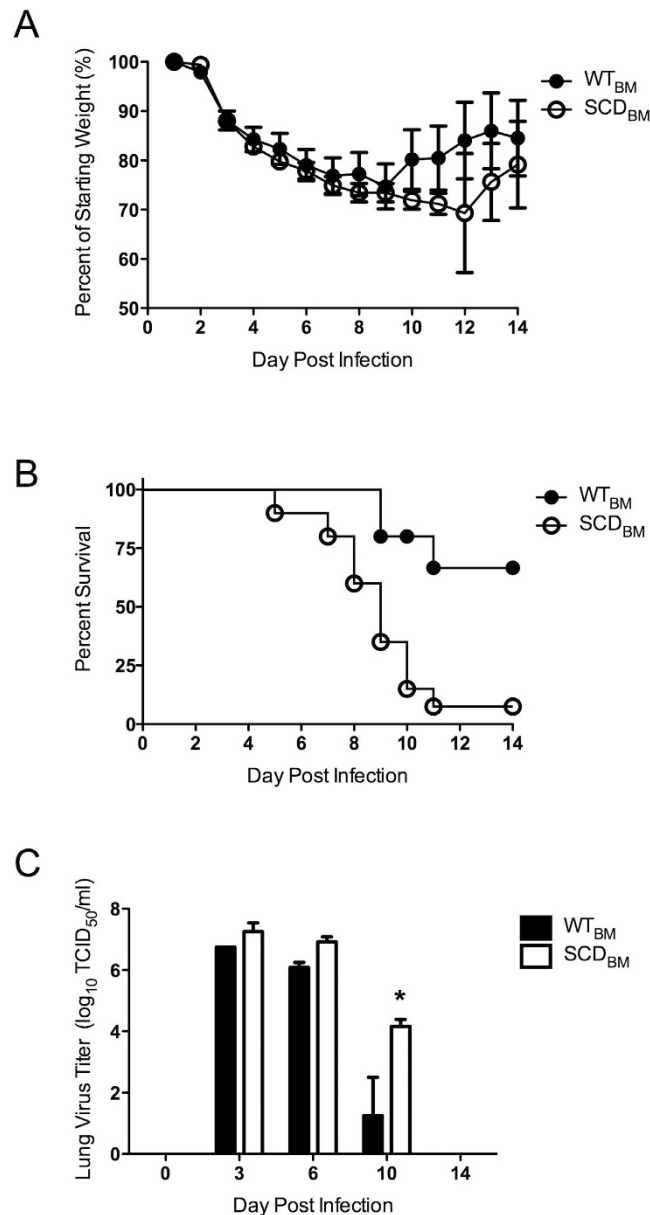 A
Percent of Starting Weight (%)
100
90
80
70
60
50
0 2 4 6 8 10 12 14
Day Post Infection
WT_BM
SCD_BM
B
Percent Survival
100
75
50
25
0
0 2 4 6 8 10 12 14
Day Post Infection
WT_BM
SCD_BM
C
Lung Virus Titer (log_10 TCID_50/ml)
8
6
4
2
0
*
0 3 6 10 14
Day Post Infection
WT_BM
SCD_BM